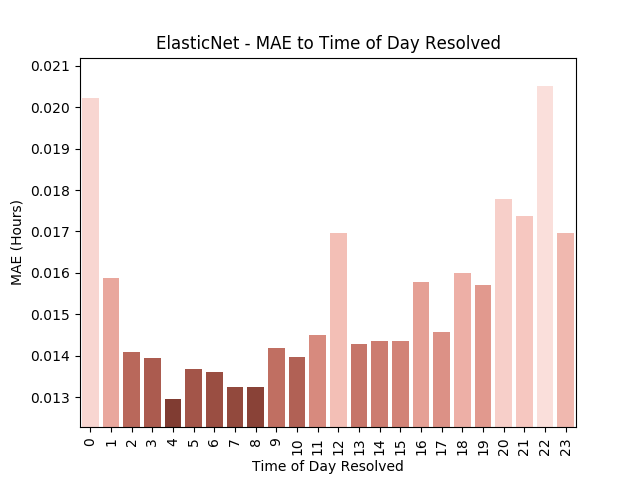 ElasticNet - MAE to Time of Day Resolved
0.021
0.020
0.019
0.018
0.017
0.016
0.015
0.014
0.013
MAE (Hours)
0 1 2 3 4 5 6 7 8 9 10 11 12 13 14 15 16 17 18 19 20 21 22 23
Time of Day Resolved